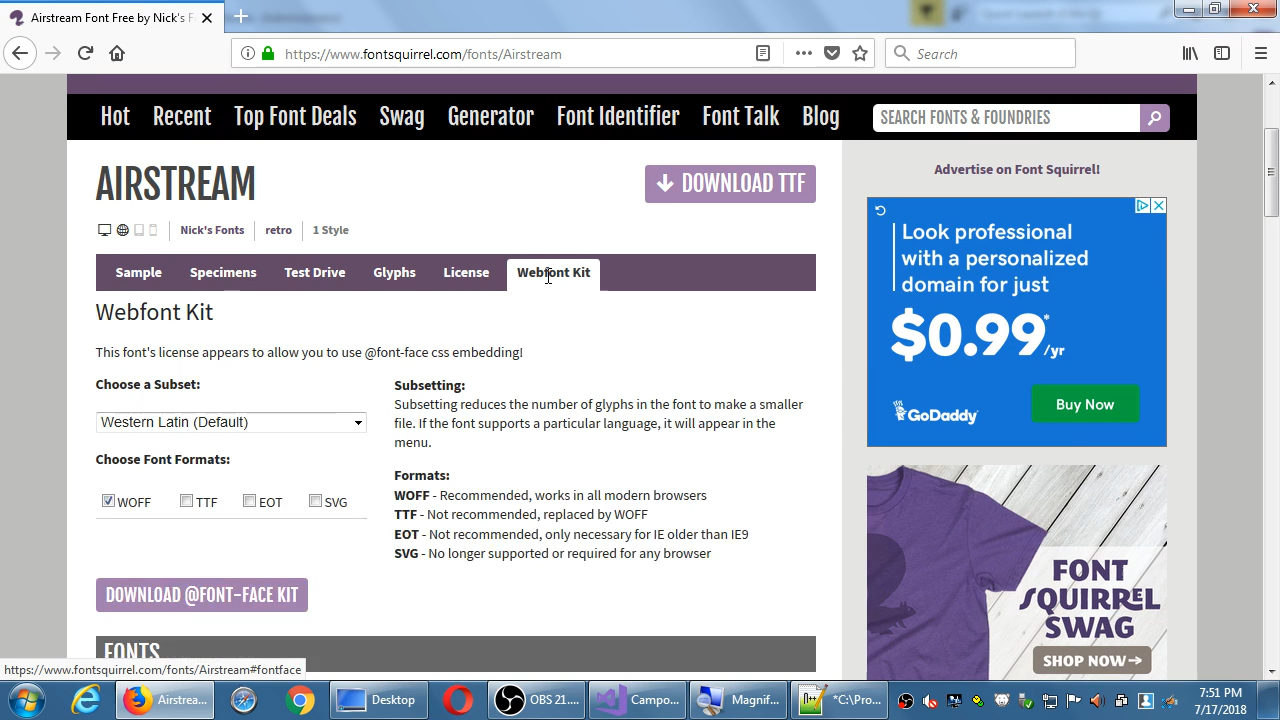 Airstream Font Free by Nick's F
https://www.fontsquirrel.com/fonts/Airstream
Search
Hot Recent Top Font Deals Swag Generator Font Identifier Font Talk Blog
SEARCH FONTS & FOUNDRIES
AIRSTREAM
DOWNLOAD TTF
Nick's Fonts retro 1 Style
Sample Specimens Test Drive Glyphs License Webfont Kit
Webfont Kit
This font's license appears to allow you to use @font-face css embedding!
Choose a Subset:
Western Latin (Default)
Choose Font Formats:
WOFF TTF EOT SVG
Subsetting:
Subsetting reduces the number of glyphs in the font to make a smaller
file. If the font supports a particular language, it will appear in the
menu.
Formats:
WOFF - Recommended, works in all modern browsers
TTF - Not recommended, replaced by WOFF
EOT - Not recommended, only necessary for IE older than IE9
SVG - No longer supported or required for any browser
DOWNLOAD @FONT-FACE KIT
FONTS
Advertise on Font Squirrel!
Look professional
with a personalized
domain for just
$0.99*/yr
GoDaddy
Buy Now
FONT
SQUIRREL
SWAG
SHOP NOW
https://www.fontsquirrel.com/fonts/Airstream#fontface
Airstrea... Desktop OBS 21.... Campo... Magnif... *C:\Pro...
7:51 PM
7/17/2018